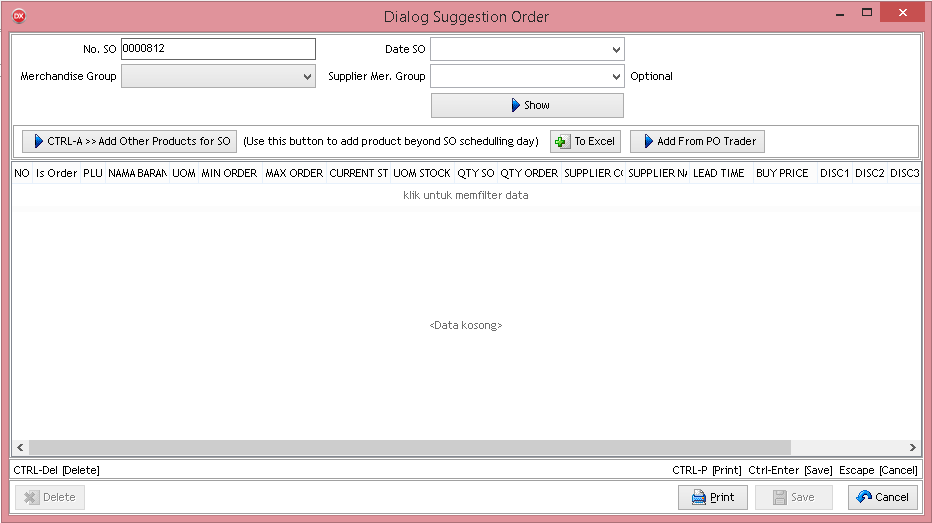 DX
Dialog Suggestion Order
No. SO 0000812 Date SO
Merchandise Group Supplier Mer. Group Optional
Show
CTRL-A >> Add Other Products for SO (Use this button to add product beyond SO schedulling day) To Excel Add From PO Trader
NO Is Order PLU NAMA BARAN UOM MIN ORDER MAX ORDER CURRENT ST UOM STOCK QTY SO QTY ORDER SUPPLIER CO SUPPLIER NA LEAD TIME BUY PRICE DISC1 DISC2 DISC3
klik untuk memfilter data
<Data kosong>
CTRL-Del [Delete] CTRL-P [Print] Ctrl-Enter [Save] Escape [Cancel]
Delete Print Save Cancel